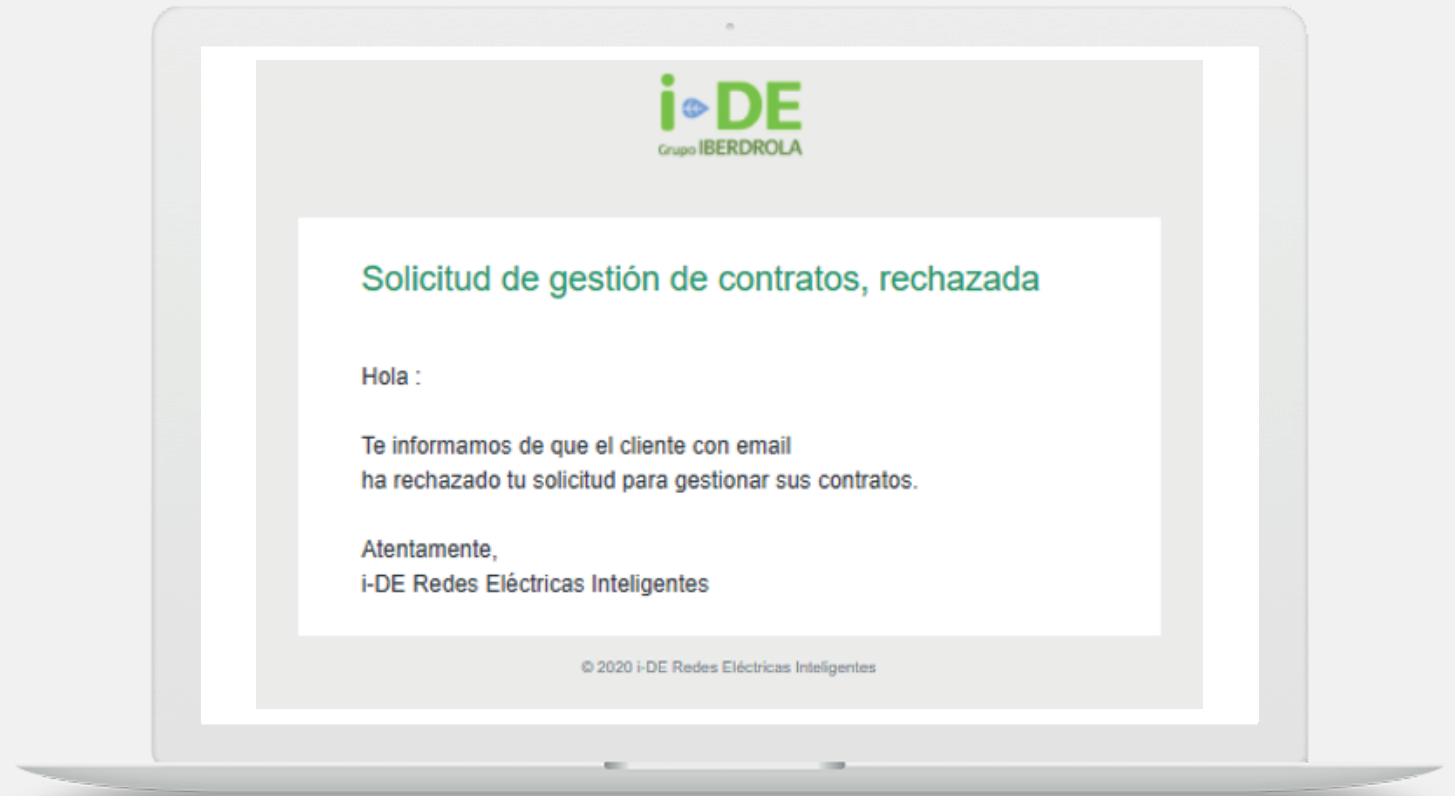 i DE
Grupo IBERDROLA
Solicitud de gestión de contratos, rechazada
Hola :
Te informamos de que el cliente con email
ha rechazado tu solicitud para gestionar sus contratos.
Atentamente,
i-DE Redes Eléctricas Inteligentes
© 2020 i-DE Redes Eléctricas Inteligentes